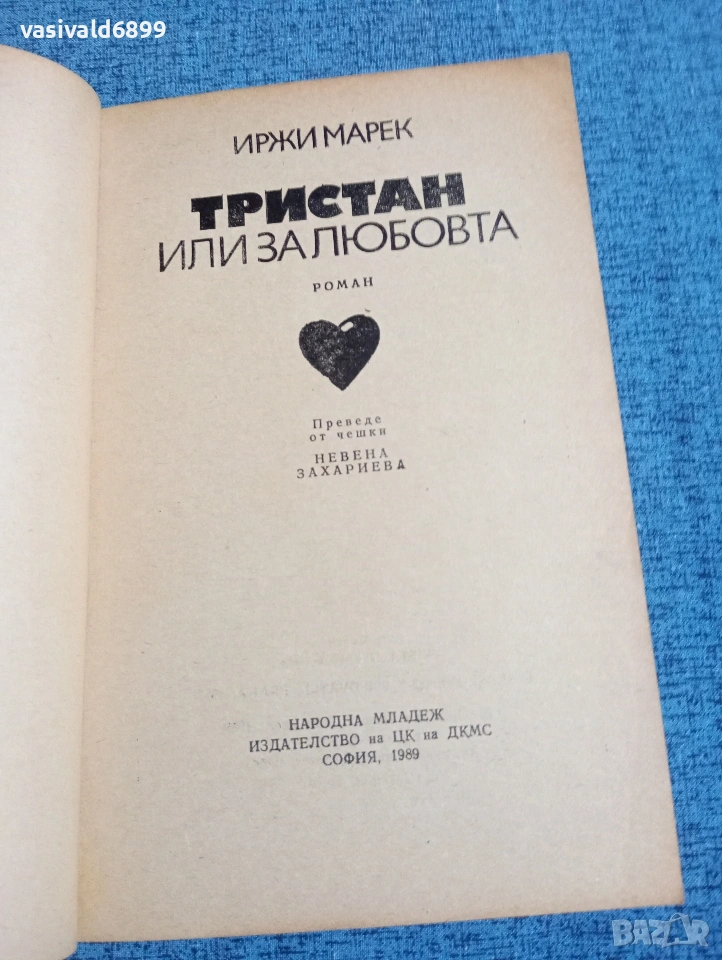 vasivald6899
ИРЖИ МАРЕК
ТРИСТАН
ИЛИ ЗА ЛЮБОВТА
РОМАН
Преведе
от чешки
НЕВЕНА
ЗАХАРИЕВА
НАРОДНА МЛАДЕЖ
ИЗДАТЕЛСТВО на ЦК на ДКМС
СОФИЯ, 1989
BAZAR